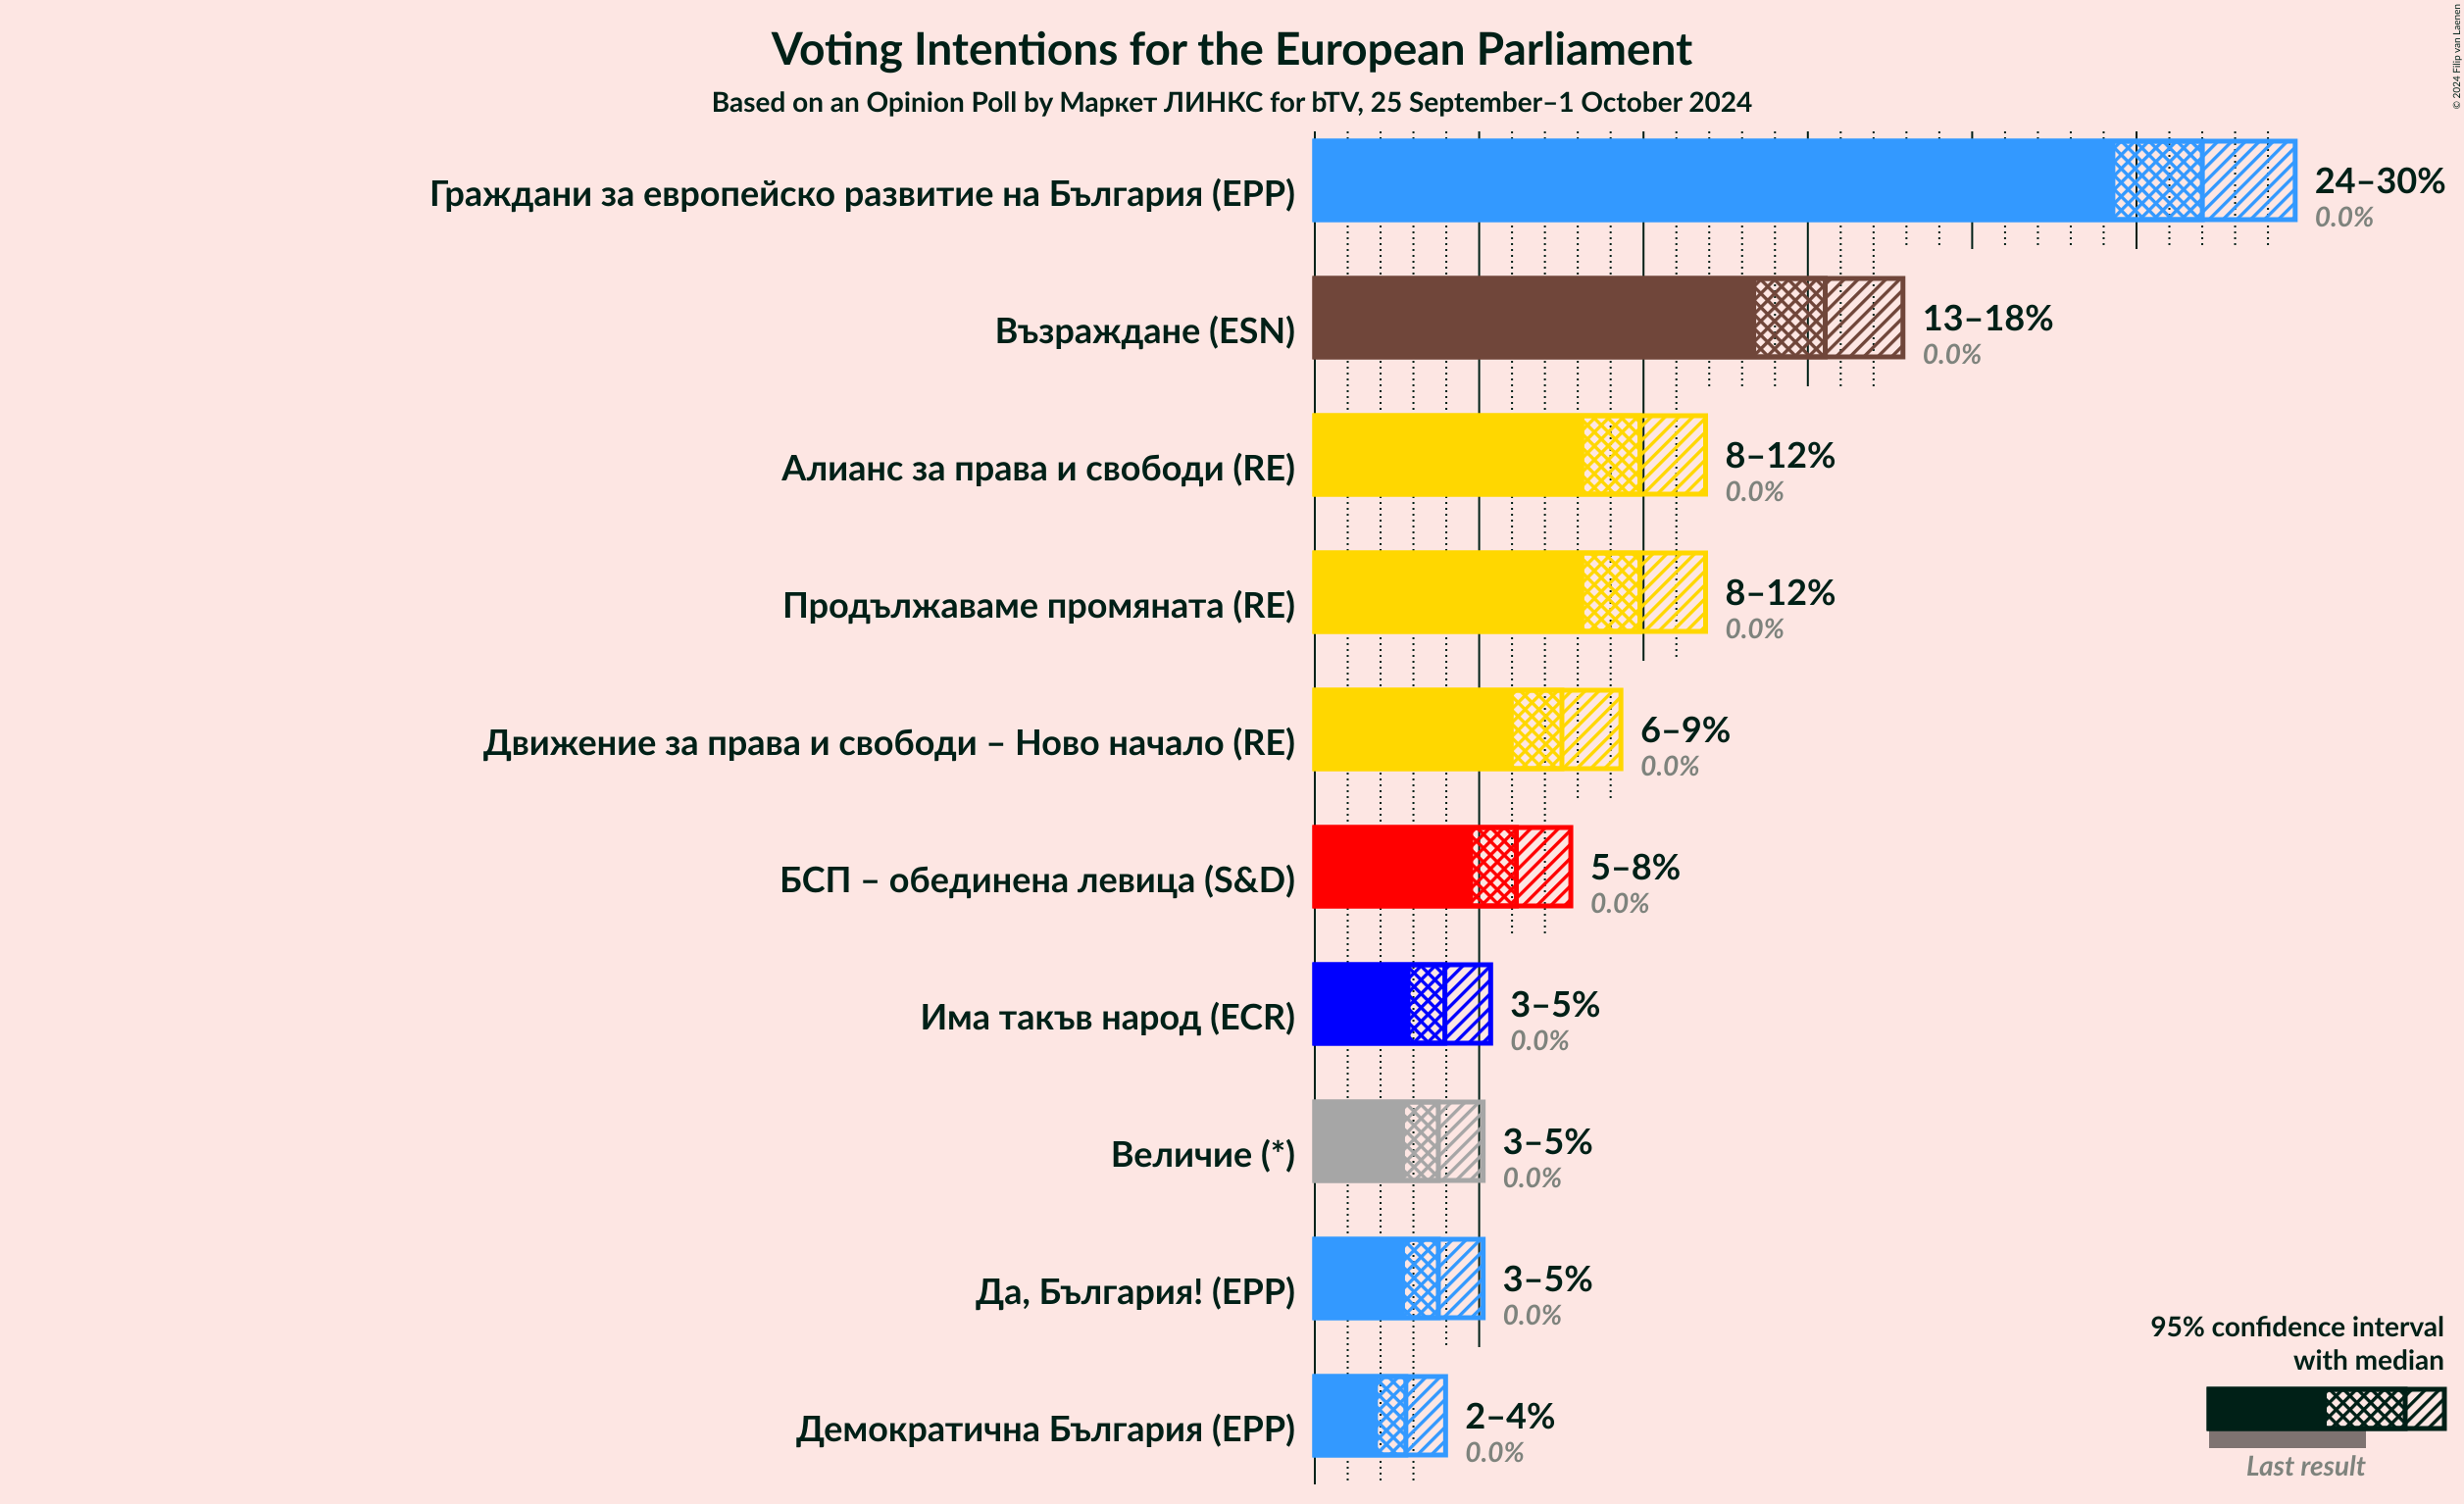 Voting Intentions for the European Parliament
Based on an Opinion Poll by Маркет ЛИНКС for bTV, 25 September–1 October 2024
© 2024 Filip van Laenen
Граждани за европейско развитие на България (EPP)
24–30%
0.0%
Възраждане (ESN)
13–18%
0.0%
Алианс за права и свободи (RE)
8–12%
0.0%
Продължаваме промяната (RE)
8–12%
0.0%
Движение за права и свободи – Ново начало (RE)
6–9%
0.0%
БСП – обединена левица (S&D)
5–8%
0.0%
Има такъв народ (ECR)
3–5%
0.0%
Величие (*)
3–5%
0.0%
Да, България! (EPP)
3–5%
0.0%
Демократична България (EPP)
2–4%
0.0%
95% confidence interval
with median
Last result